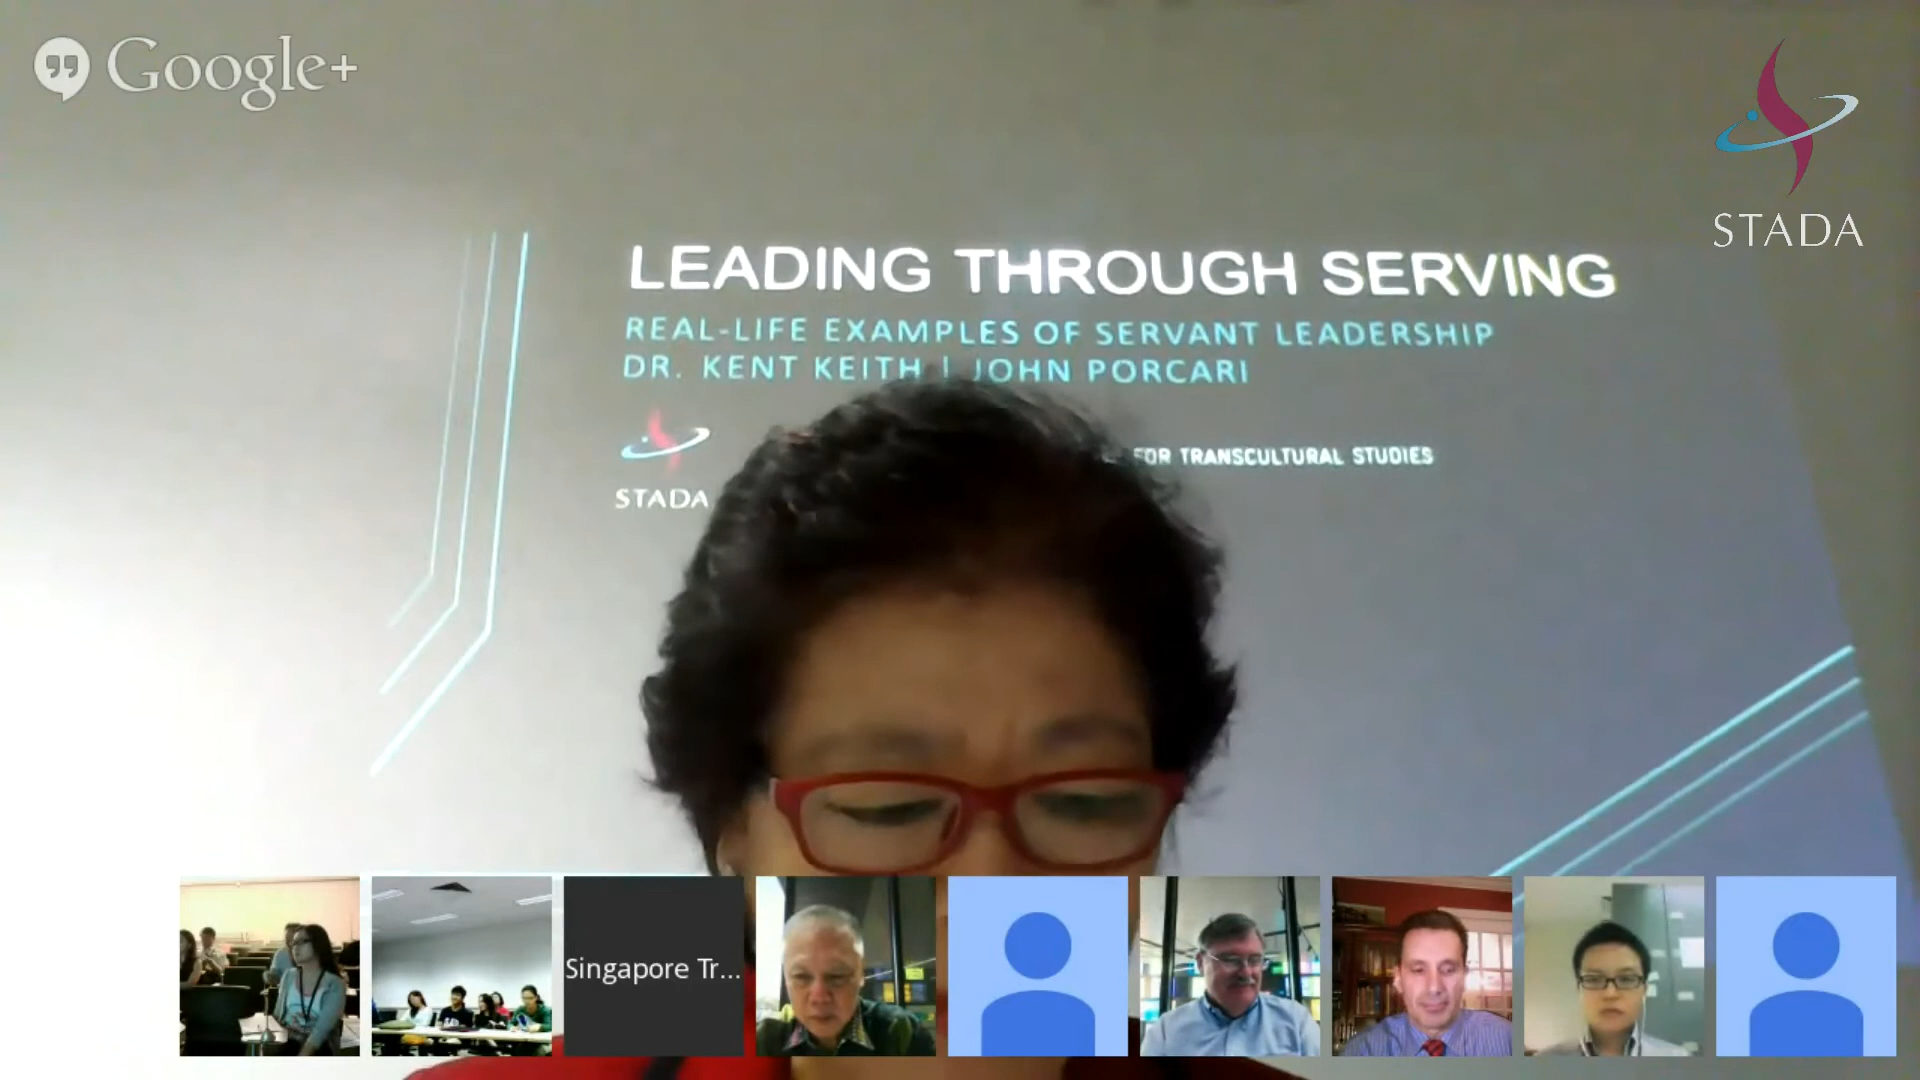 Google+
STADA
LEADING THROUGH SERVING
REAL-LIFE EXAMPLES OF SERVANT LEADERSHIP
DR. KENT KEITH | JOHN PORCARI
FOR TRANSCULTURAL STUDIES
STADA
Singapore Tr...